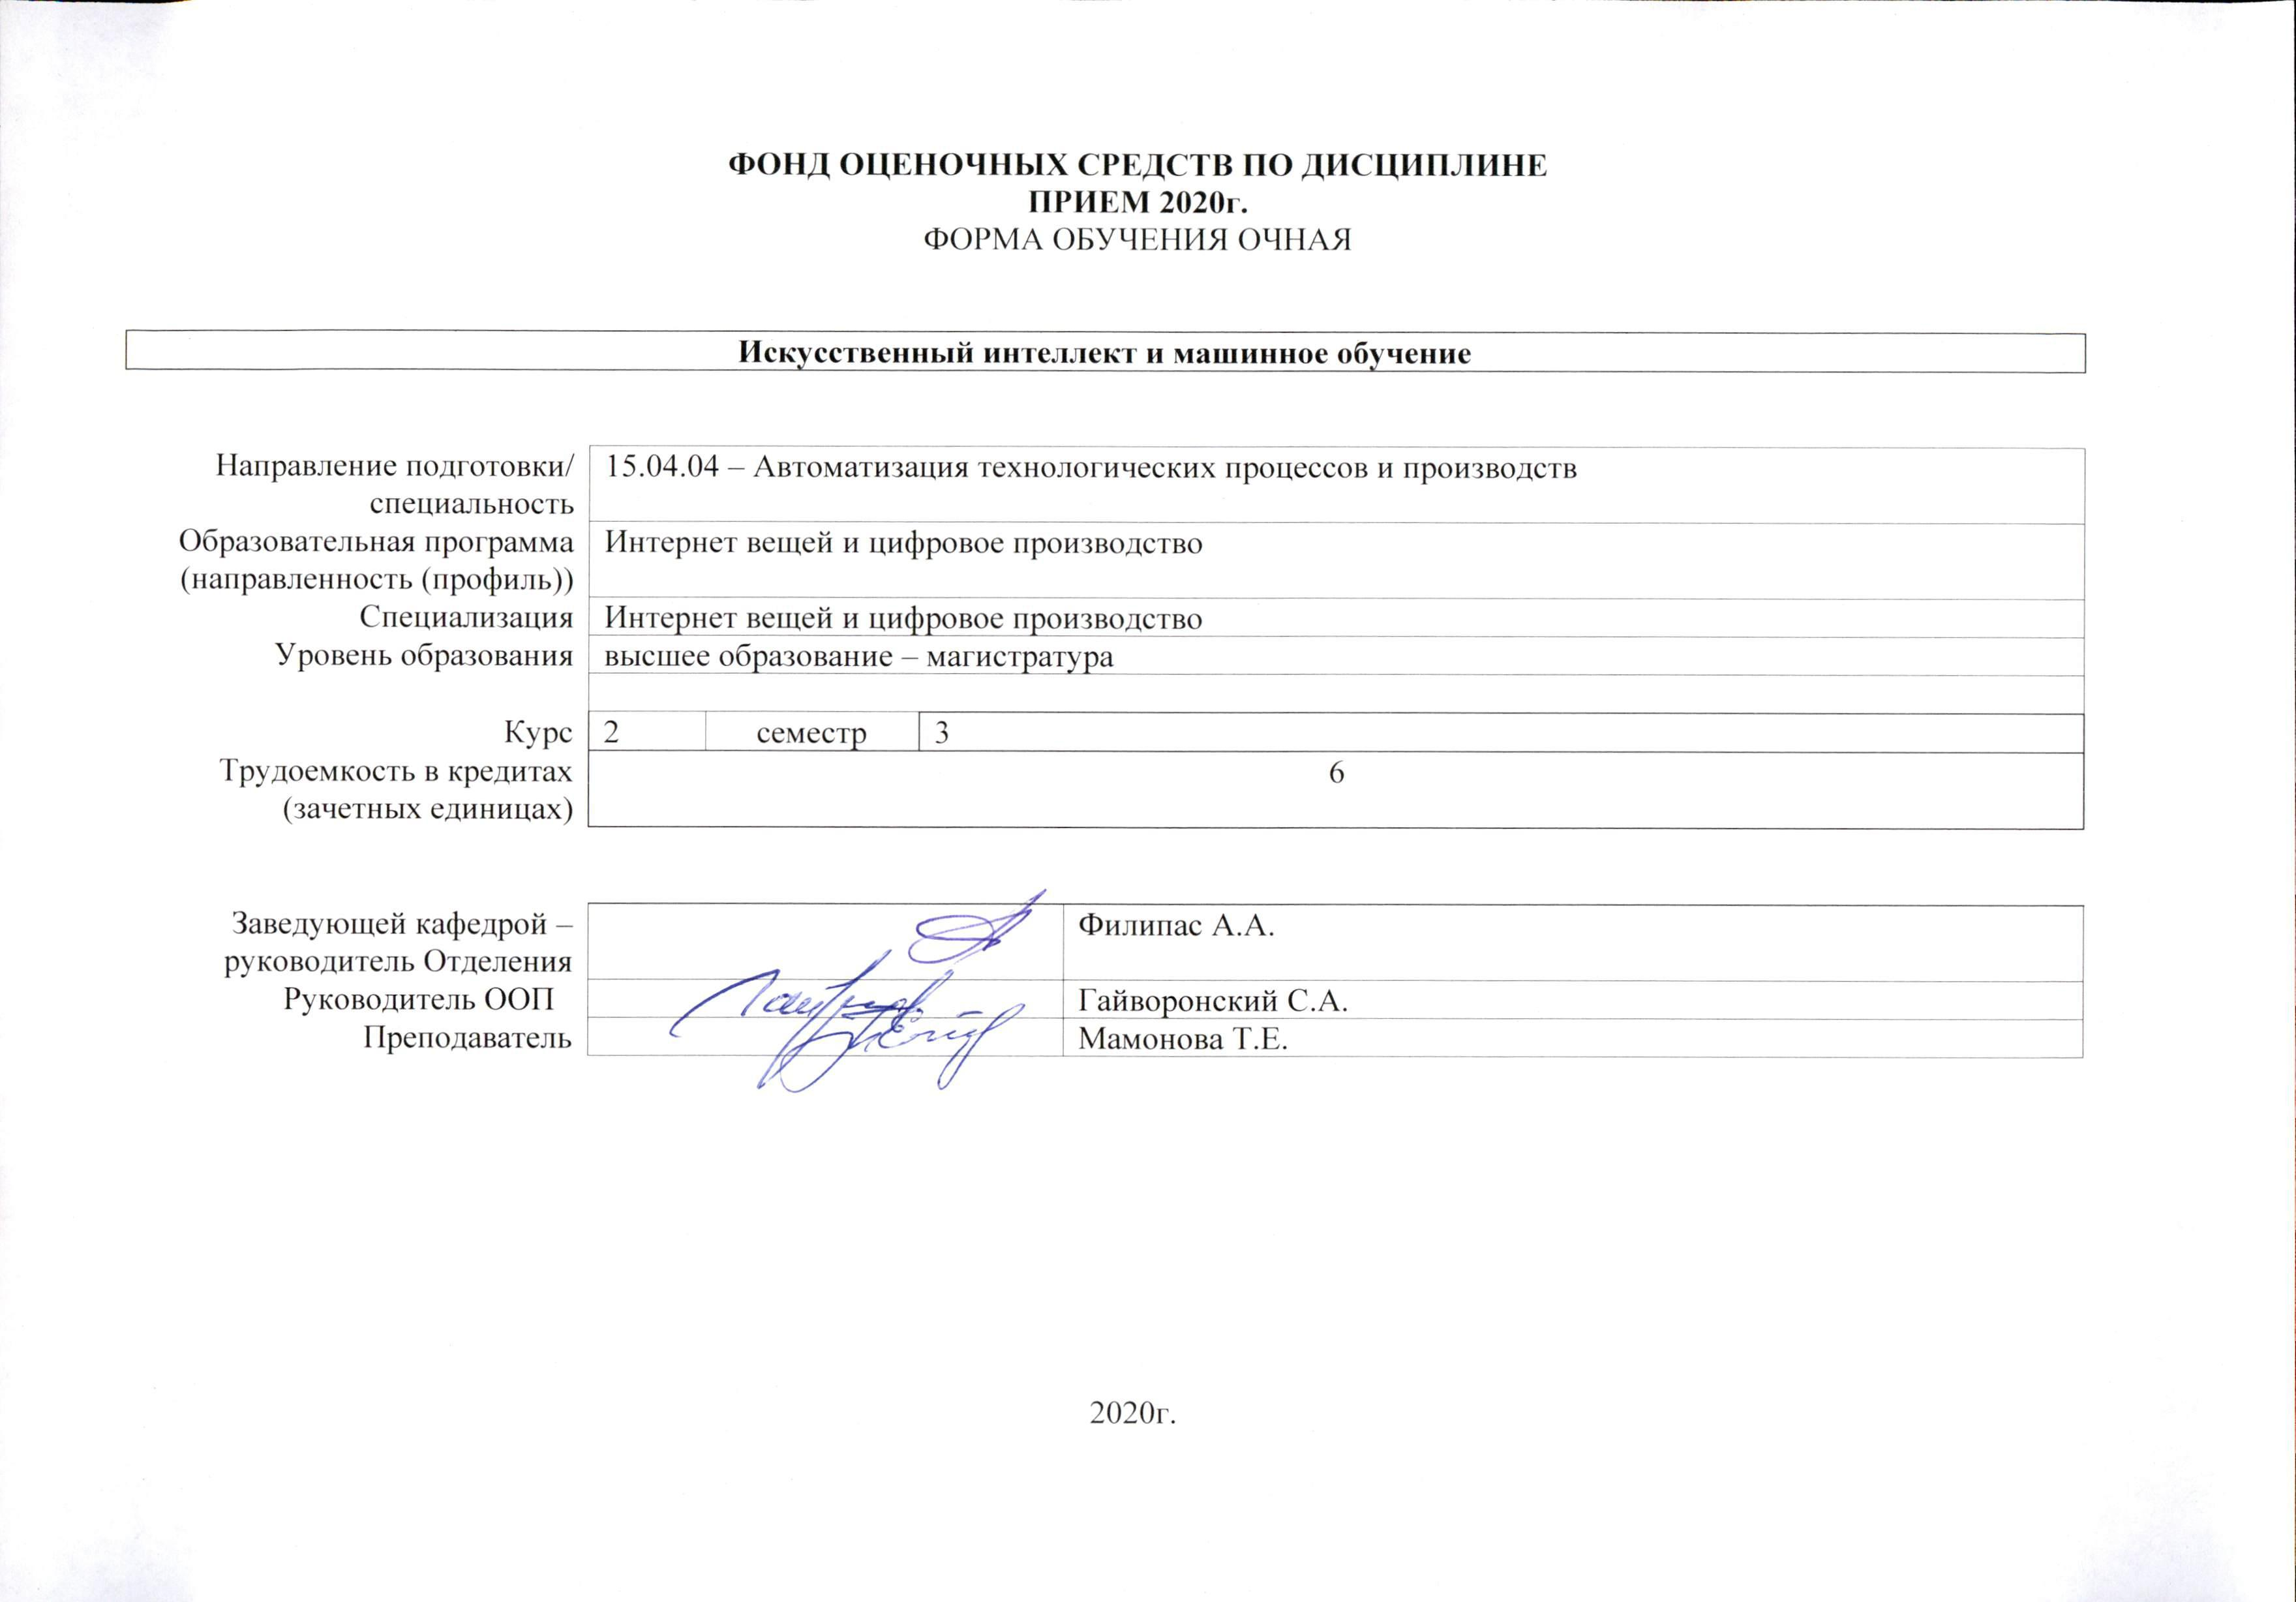 ФОНД ОЦЕНОЧНЫХ СРЕДСТВ ПО ДИСЦИПЛИНЕ
ПРИЕМ 2020г.
ФОРМА ОБУЧЕНИЯ ОЧНАЯ
Искусственный интеллект и машинное обучение
Направление подготовки/ 15.04.04 – Автоматизация технологических процессов и производств
специальность
Образовательная программа Интернет вещей и цифровое производство
(направленность (профиль))
Специализация Интернет вещей и цифровое производство
Уровень образования высшее образование – магистратура
Курс 2 семестр 3
Трудоемкость в кредитах 6
(зачетных единицах)
Заведующей кафедрой – Филипас А.А.
руководитель Отделения
Руководитель ООП Гайворонский С.А.
Преподаватель Мамонова Т.Е.
2020г.